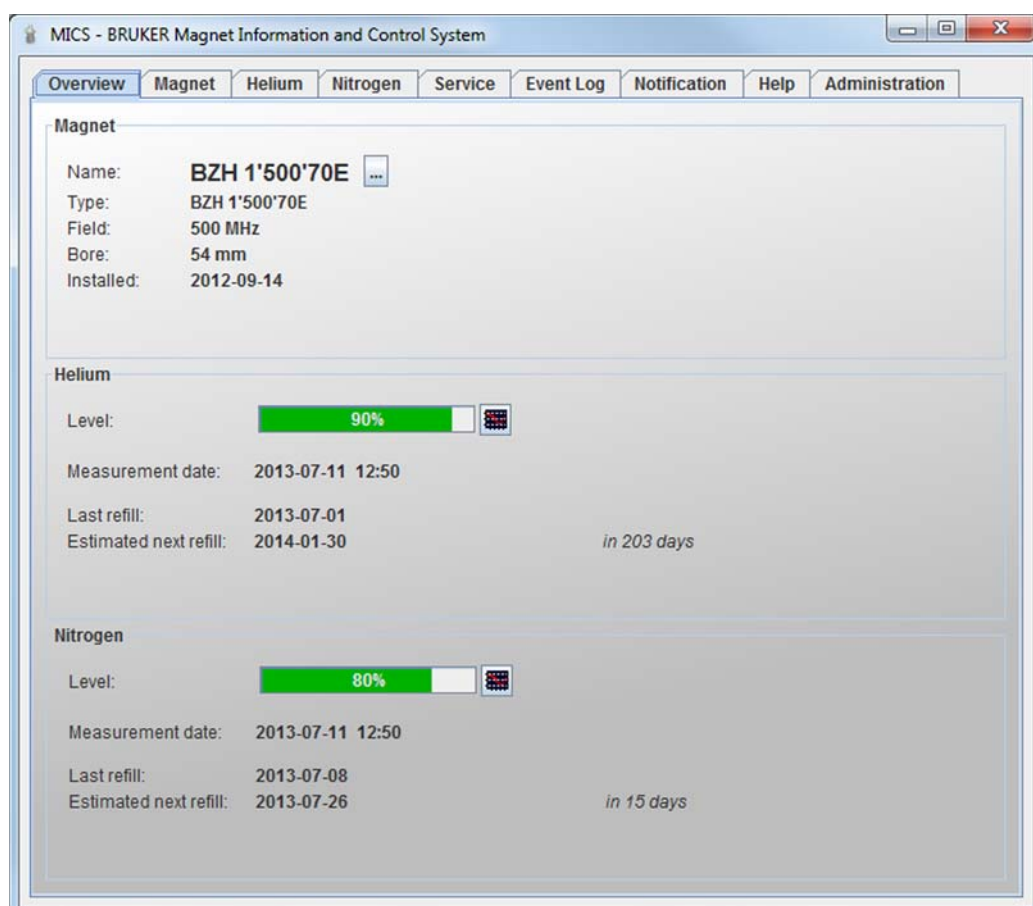 MICS - BRUKER Magnet Information and Control System
Overview Magnet Helium Nitrogen Service Event Log Notification Help Administration
Magnet
Name: BZH 1'500'70E ...
Type: BZH 1'500'70E
Field: 500 MHz
Bore: 54 mm
Installed: 2012-09-14
Helium
Level: 90%
Measurement date: 2013-07-11 12:50
Last refill: 2013-07-01
Estimated next refill: 2014-01-30 in 203 days
Nitrogen
Level: 80%
Measurement date: 2013-07-11 12:50
Last refill: 2013-07-08
Estimated next refill: 2013-07-26 in 15 days